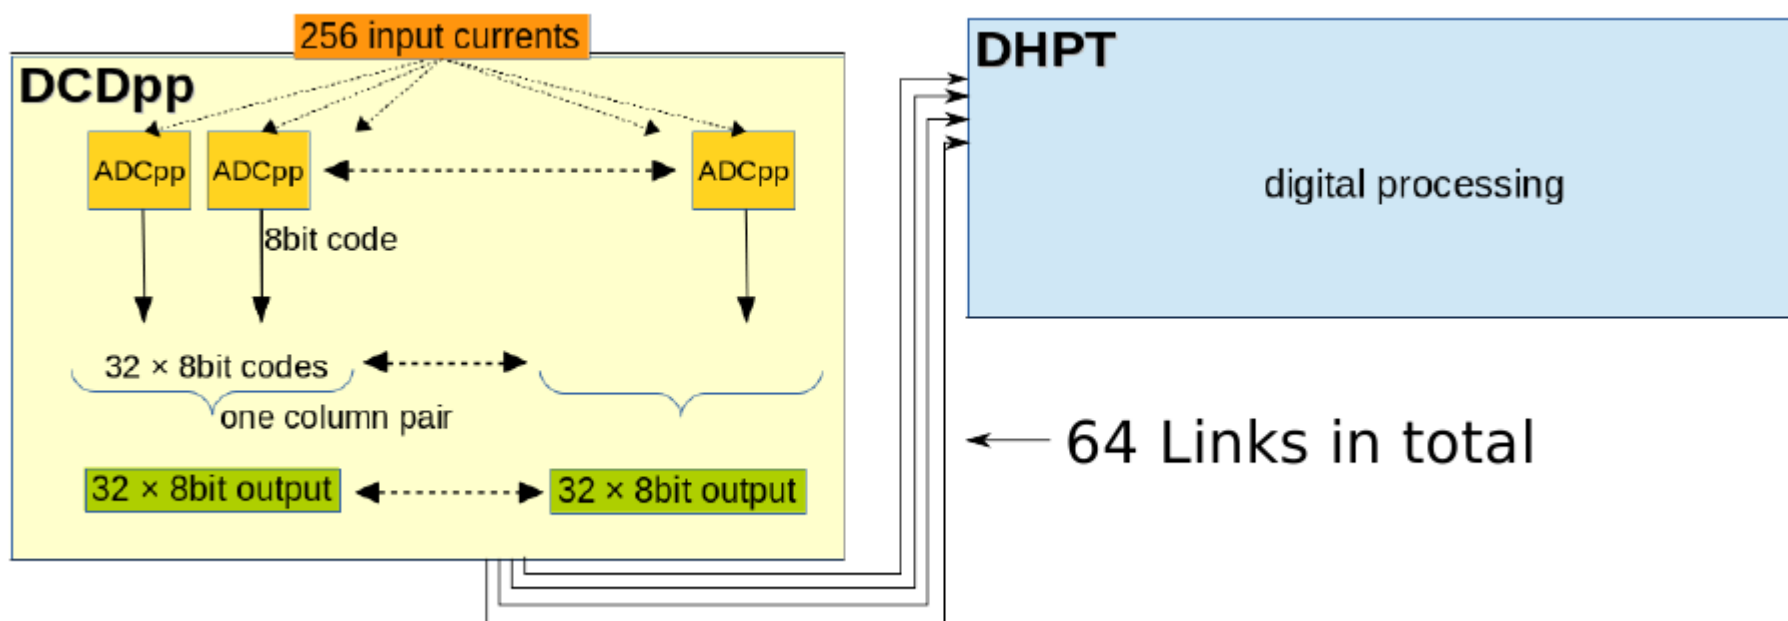 256 input currents
DCDpp
ADCpp
ADCpp
ADCpp
8bit code
32 × 8bit codes
one column pair
32 × 8bit output
32 × 8bit output
DHPT
digital processing
64 Links in total